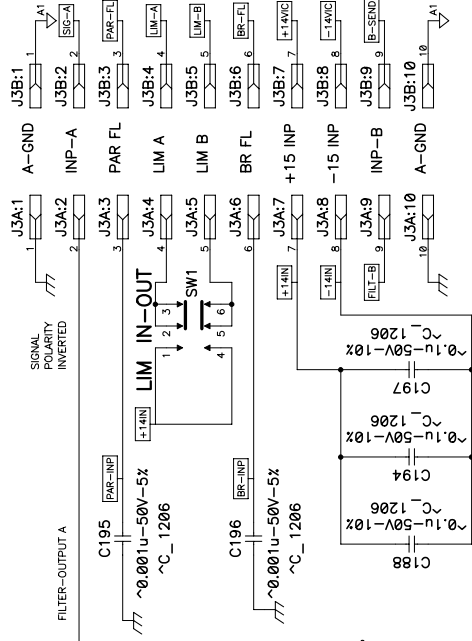 A1
1
SIG-A
2
PAR-FL
3
LIM-A
4
LIM-B
5
BR-FL
6
+14VIC
7
-14VIC
8
B-SEND
9
A1
10
J3B:1
J3B:2
J3B:3
J3B:4
J3B:5
J3B:6
J3B:7
J3B:8
J3B:9
J3B:10
A-GND
INP-A
PAR FL
LIM A
LIM B
BR FL
+15 INP
-15 INP
INP-B
A-GND
J3A:1
J3A:2
J3A:3
J3A:4
J3A:5
J3A:6
J3A:7
J3A:8
J3A:9
J3A:10
1
2
3
4
5
6
7
8
9
10
+14IN
-14IN
FILT-B
SIGNAL
POLARITY
INVERTED
LIM IN-OUT
SW1
1
2
3
4
5
6
+14IN
FILTER-OUTPUT A
PAR-INP
C195
^0.001u-50V-5%
^C_1206
BR-INP
C196
^0.001u-50V-5%
^C_1206
C197
^0.1u-50V-10%
^C_1206
C194
^0.1u-50V-10%
^C_1206
C188
^0.1u-50V-10%
^C_1206